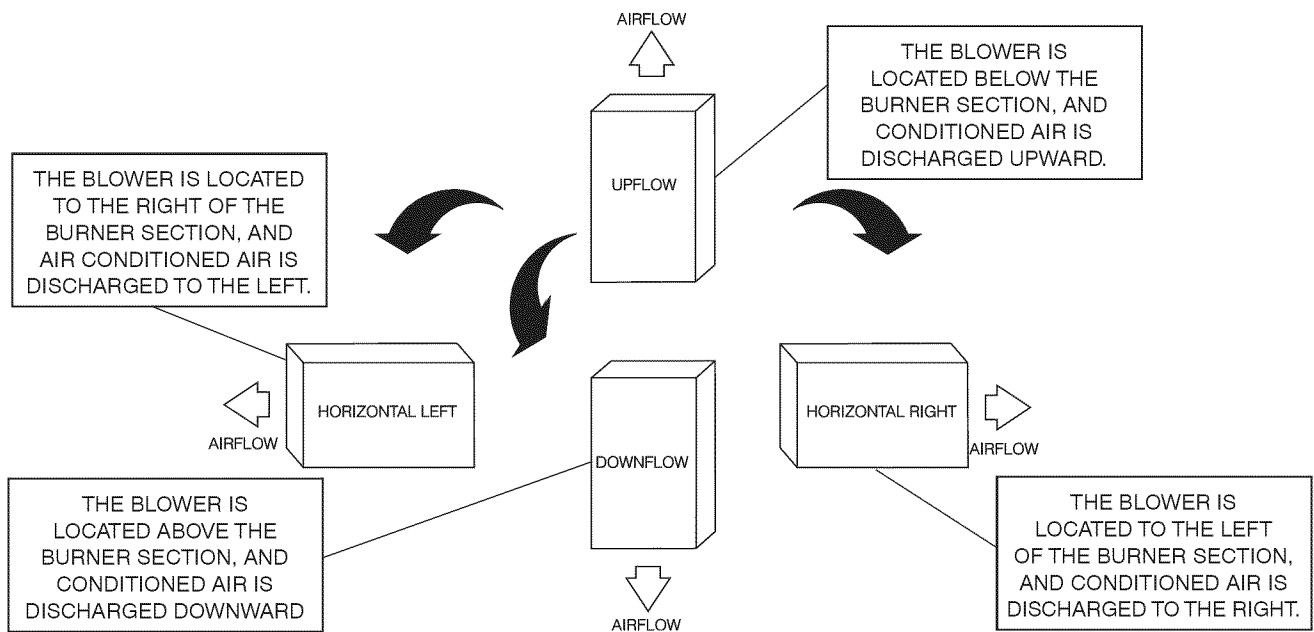 AIRFLOW
THE BLOWER IS
LOCATED BELOW THE
BURNER SECTION, AND
CONDITIONED AIR IS
DISCHARGED UPWARD.
UPFLOW
THE BLOWER IS LOCATED
TO THE RIGHT OF THE
BURNER SECTION, AND
AIR CONDITIONED AIR IS
DISCHARGED TO THE LEFT.
HORIZONTAL LEFT
AIRFLOW
HORIZONTAL RIGHT
AIRFLOW
DOWNFLOW
THE BLOWER IS
LOCATED ABOVE THE
BURNER SECTION, AND
CONDITIONED AIR IS
DISCHARGED DOWNWARD
THE BLOWER IS
LOCATED TO THE LEFT
OF THE BURNER SECTION,
AND CONDITIONED AIR IS
DISCHARGED TO THE RIGHT.
AIRFLOW